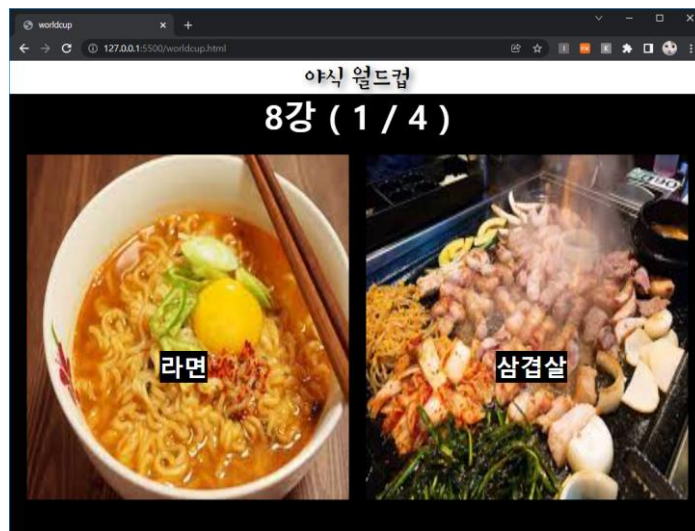 worldcup
127.0.0.1:5500/worldcup.html
야식 월드컵
8강 ( 1 / 4 )
라면
삼겹살